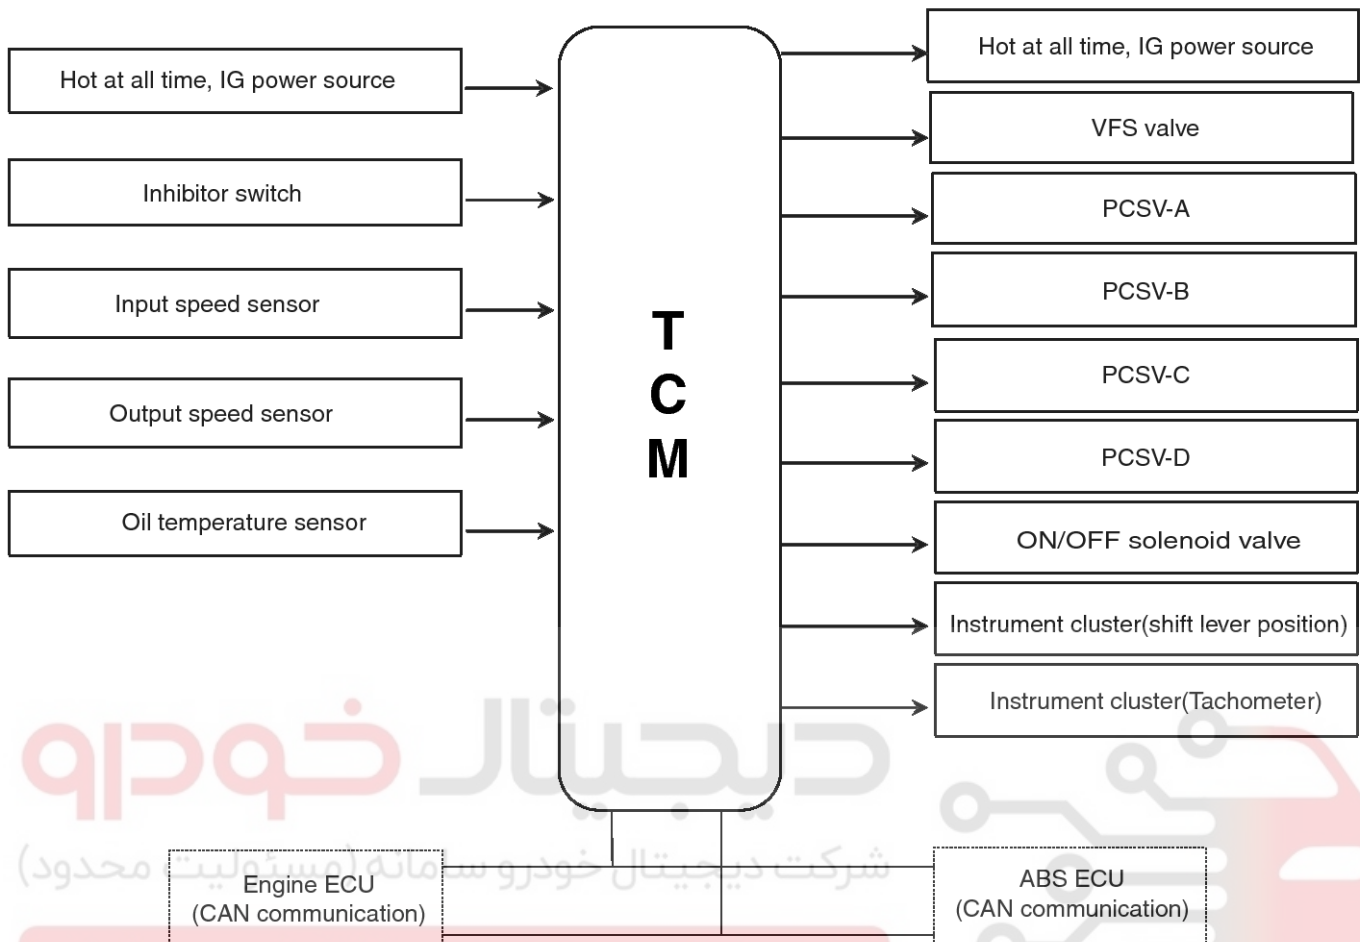 Hot at all time, IG power source
Inhibitor switch
Input speed sensor
Output speed sensor
Oil temperature sensor
T
C
M
Hot at all time, IG power source
VFS valve
PCSV-A
PCSV-B
PCSV-C
PCSV-D
ON/OFF solenoid valve
Instrument cluster(shift lever position)
Instrument cluster(Tachometer)
دیجیتال خودرو
شرکت دیجیتال خودرو سامانه (مسئولیت محدود)
Engine ECU
(CAN communication)
ABS ECU
(CAN communication)